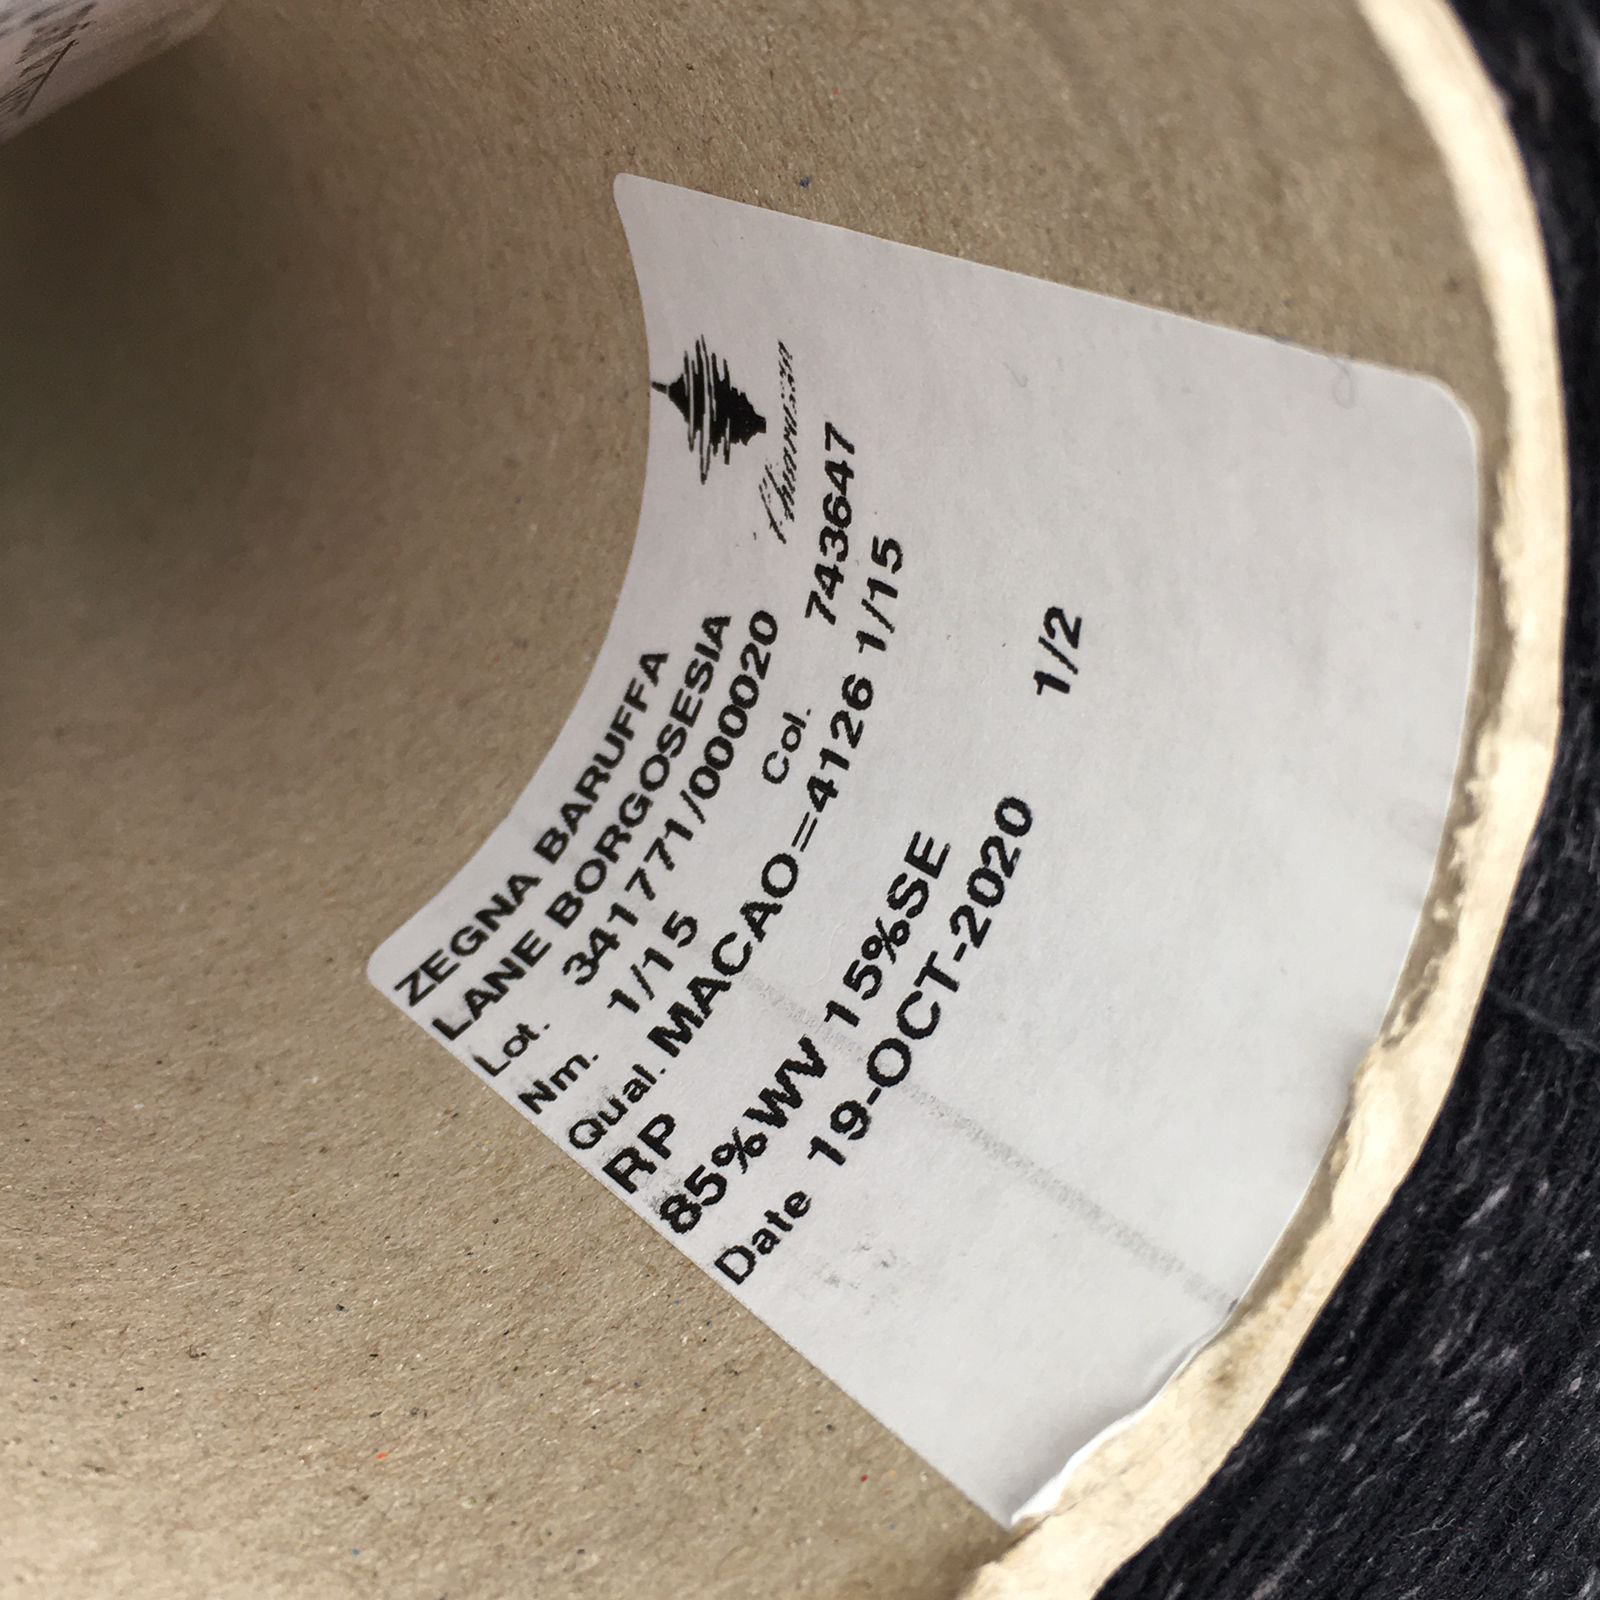 Chiavazza
ZEGNA BARUFFA
LANE BORGOSESIA
Lot. 341771/000020
Nm. 1/15 Col. 743647
Qual. MACAO=4126 1/15
RP
85%WV 15%SE
Date 19-OCT-2020 1/2